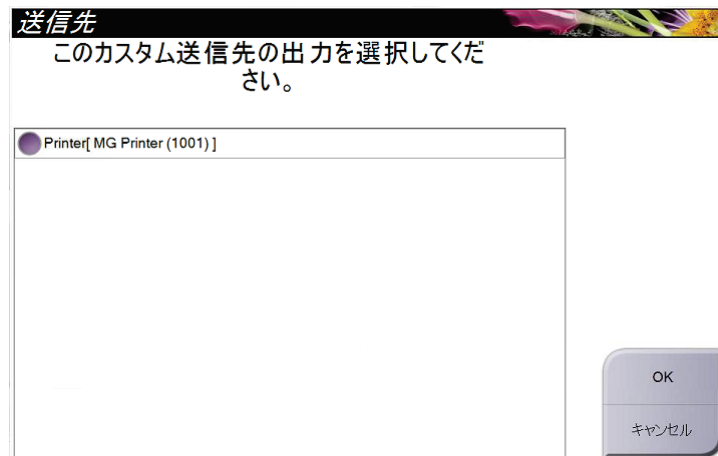 送信先
このカスタム送信先の出力を選択してくだ
さい。
Printer[ MG Printer (1001) ]
OK
キャンセル